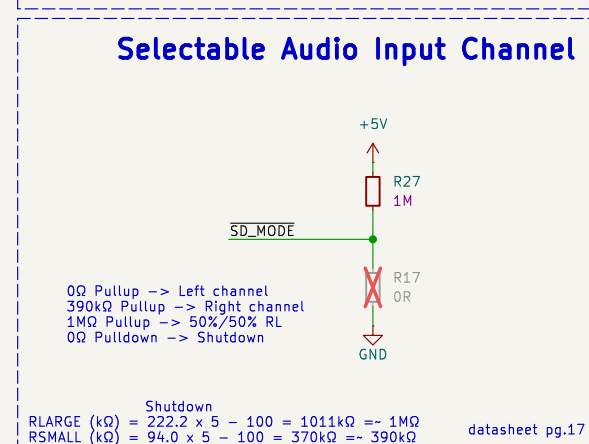 Selectable Audio Input Channel
+5V
R27
1M
SD_MODE
R17
0R
0Ω Pullup -> Left channel
390kΩ Pullup -> Right channel
1MΩ Pullup -> 50%/50% RL
0Ω Pulldown -> Shutdown
GND
Shutdown
RLARGE (kΩ) = 222.2 x 5 - 100 = 1011kΩ =~ 1MΩ
RSMALL (kΩ) = 94.0 x 5 - 100 = 370kΩ =~ 390kΩ
datasheet pg.17